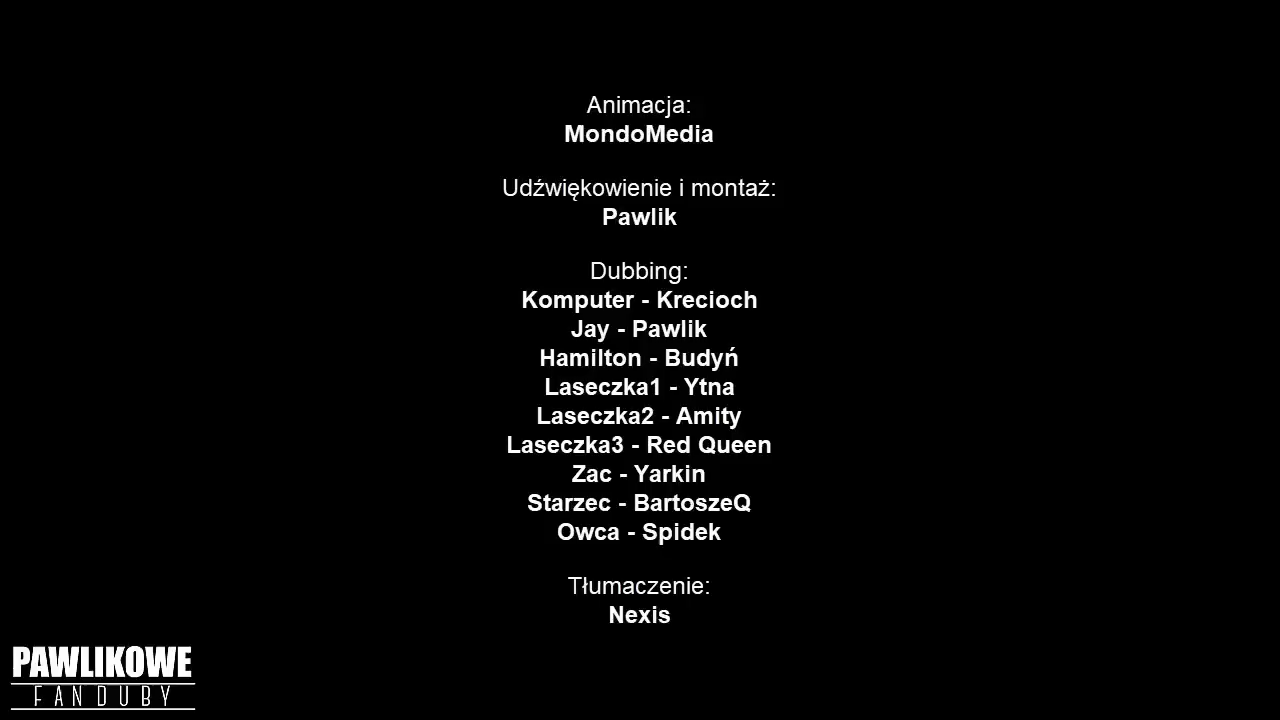 Animacja:
MondoMedia
Udźwiękowienie i montaż:
Pawlik
Dubbing:
Komputer - Krecioch
Jay - Pawlik
Hamilton - Budyń
Laseczka1 - Ytna
Laseczka2 - Amity
Laseczka3 - Red Queen
Zac - Yarkin
Starzec - BartoszeQ
Owca - Spidek
Tłumaczenie:
Nexis
PAWLIKOWE
FANDUBY